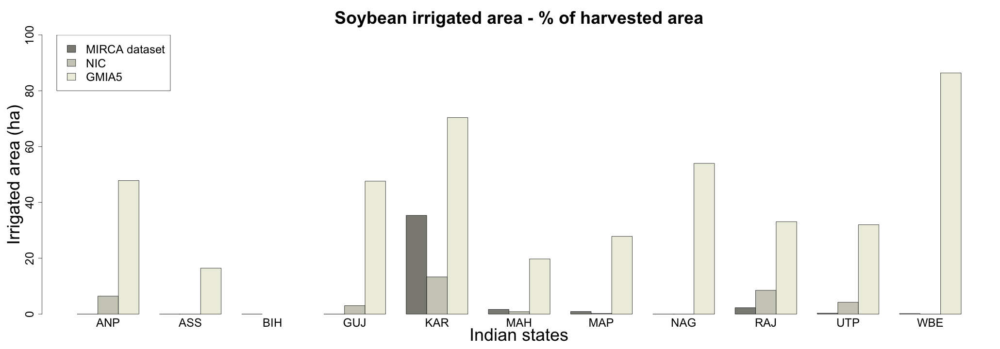 Soybean irrigated area - % of harvested area
MIRCA dataset
NIC
GMIA5
Irrigated area (ha)
100
80
60
40
20
0
ANP ASS BIH GUJ KAR MAH MAP NAG RAJ UTP WBE
Indian states